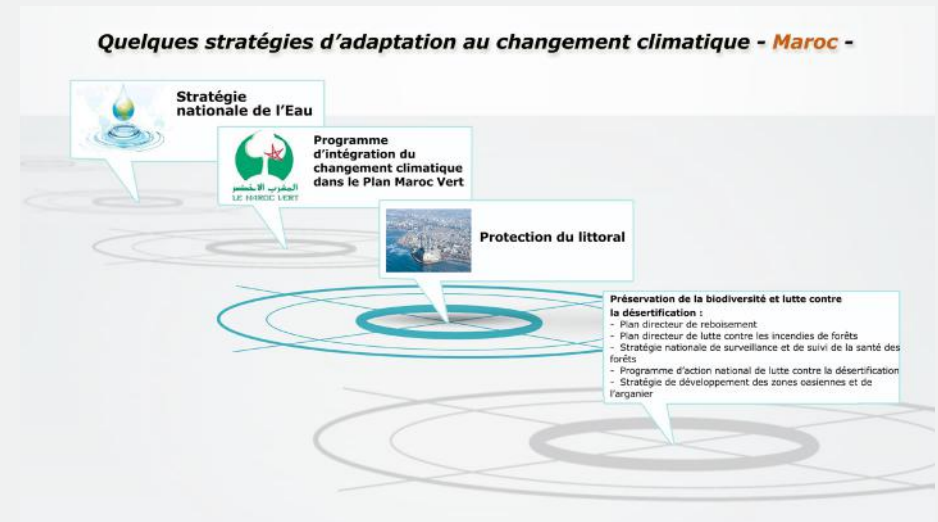 Quelques stratégies d'adaptation au changement climatique - Maroc -
Stratégie
nationale de l'Eau
Programme
d'intégration du
changement climatique
dans le Plan Maroc Vert
المغرب الأخضر
LE MAROC VERT
Protection du littoral
Préservation de la biodiversité et lutte contre
la désertification :
- Plan directeur de reboisement
- Plan directeur de lutte contre les incendies de forêts
- Stratégie nationale de surveillance et de suivi de la santé des
forêts
- Programme d'action national de lutte contre la désertification
- Stratégie de développement des zones oasiennes et de
l'arganier